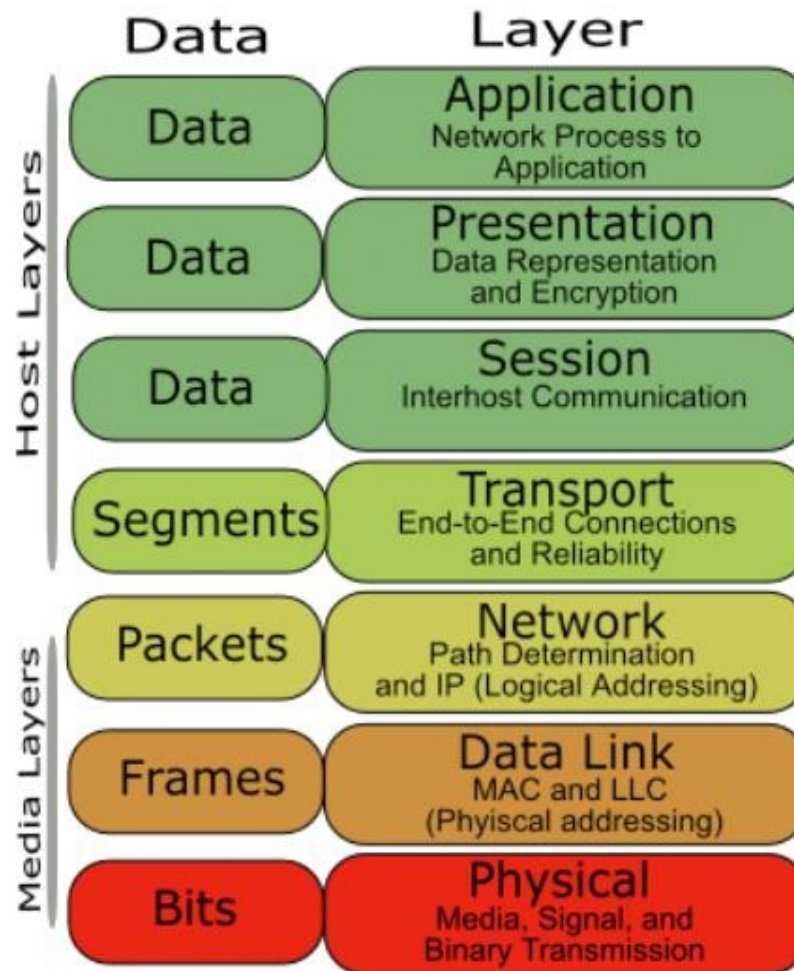 Data Layer
Host Layers
Data
Application
Network Process to
Application
Data
Presentation
Data Representation
and Encryption
Data
Session
Interhost Communication
Segments
Transport
End-to-End Connections
and Reliability
Media Layers
Packets
Network
Path Determination
and IP (Logical Addressing)
Frames
Data Link
MAC and LLC
(Phyiscal addressing)
Bits
Physical
Media, Signal, and
Binary Transmission